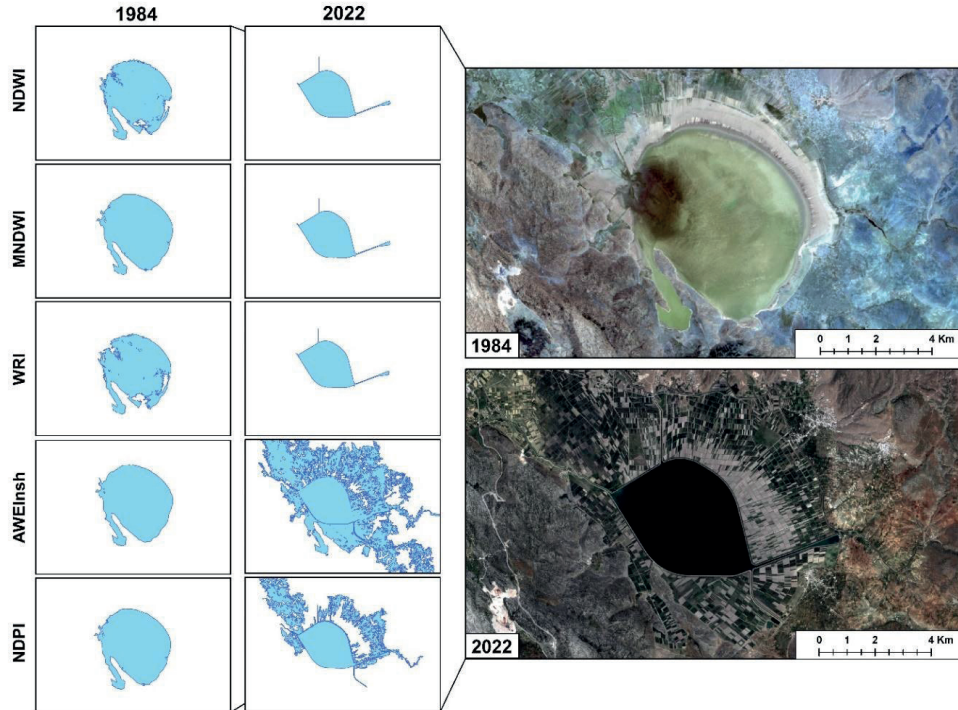 1984 2022
NDWI
MNDWI
WRI
AWEInsh
NDPI
1984
0 1 2 4 Km
2022
0 1 2 4 Km